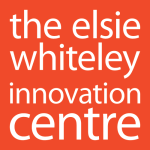 the elsie
whiteley
innovation
centre